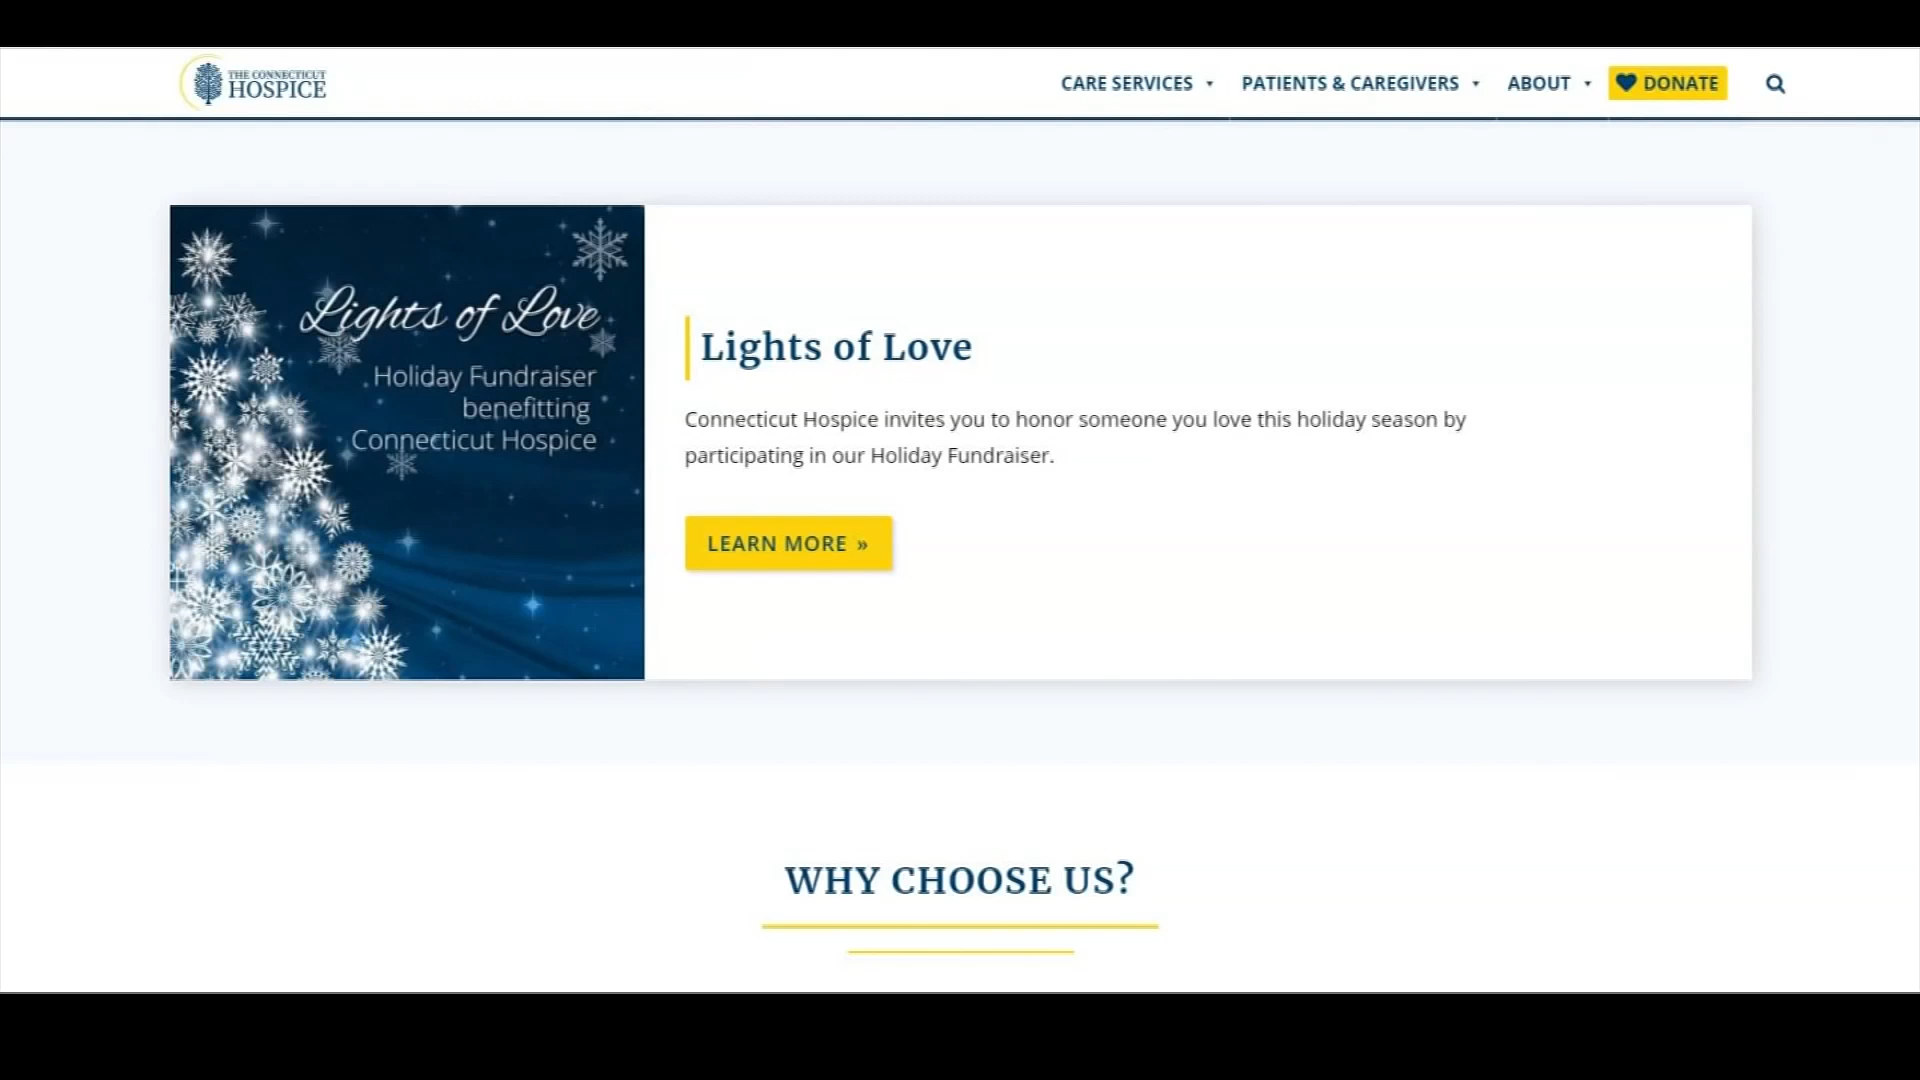 THE CONNECTICUT
HOSPICE
CARE SERVICES
PATIENTS & CAREGIVERS
ABOUT
DONATE
Lights of Love
Holiday Fundraiser
benefitting
Connecticut Hospice
Lights of Love
Connecticut Hospice invites you to honor someone you love this holiday season by
participating in our Holiday Fundraiser.
LEARN MORE »
WHY CHOOSE US?